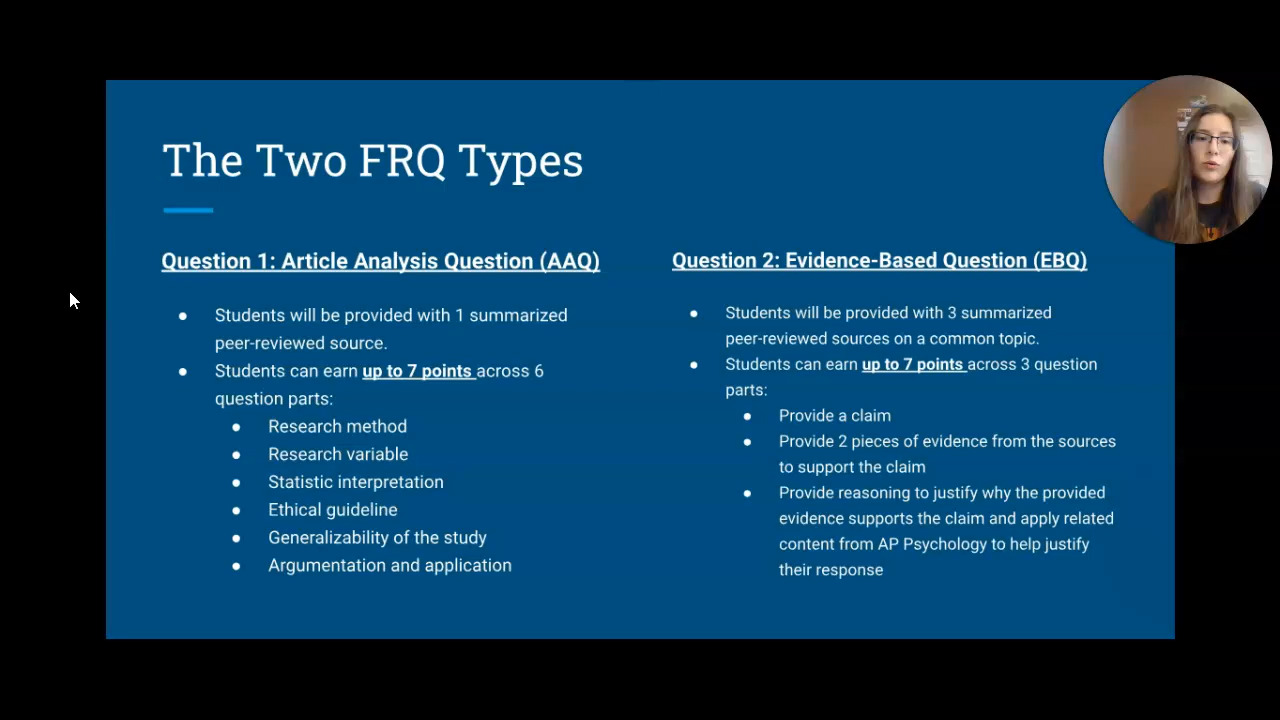 The Two FRQ Types
Question 1: Article Analysis Question (AAQ)
● Students will be provided with 1 summarized
peer-reviewed source.
● Students can earn up to 7 points across 6
question parts:
● Research method
● Research variable
● Statistic interpretation
● Ethical guideline
● Generalizability of the study
● Argumentation and application
Question 2: Evidence-Based Question (EBQ)
● Students will be provided with 3 summarized
peer-reviewed sources on a common topic.
● Students can earn up to 7 points across 3 question
parts:
● Provide a claim
● Provide 2 pieces of evidence from the sources
to support the claim
● Provide reasoning to justify why the provided
evidence supports the claim and apply related
content from AP Psychology to help justify
their response